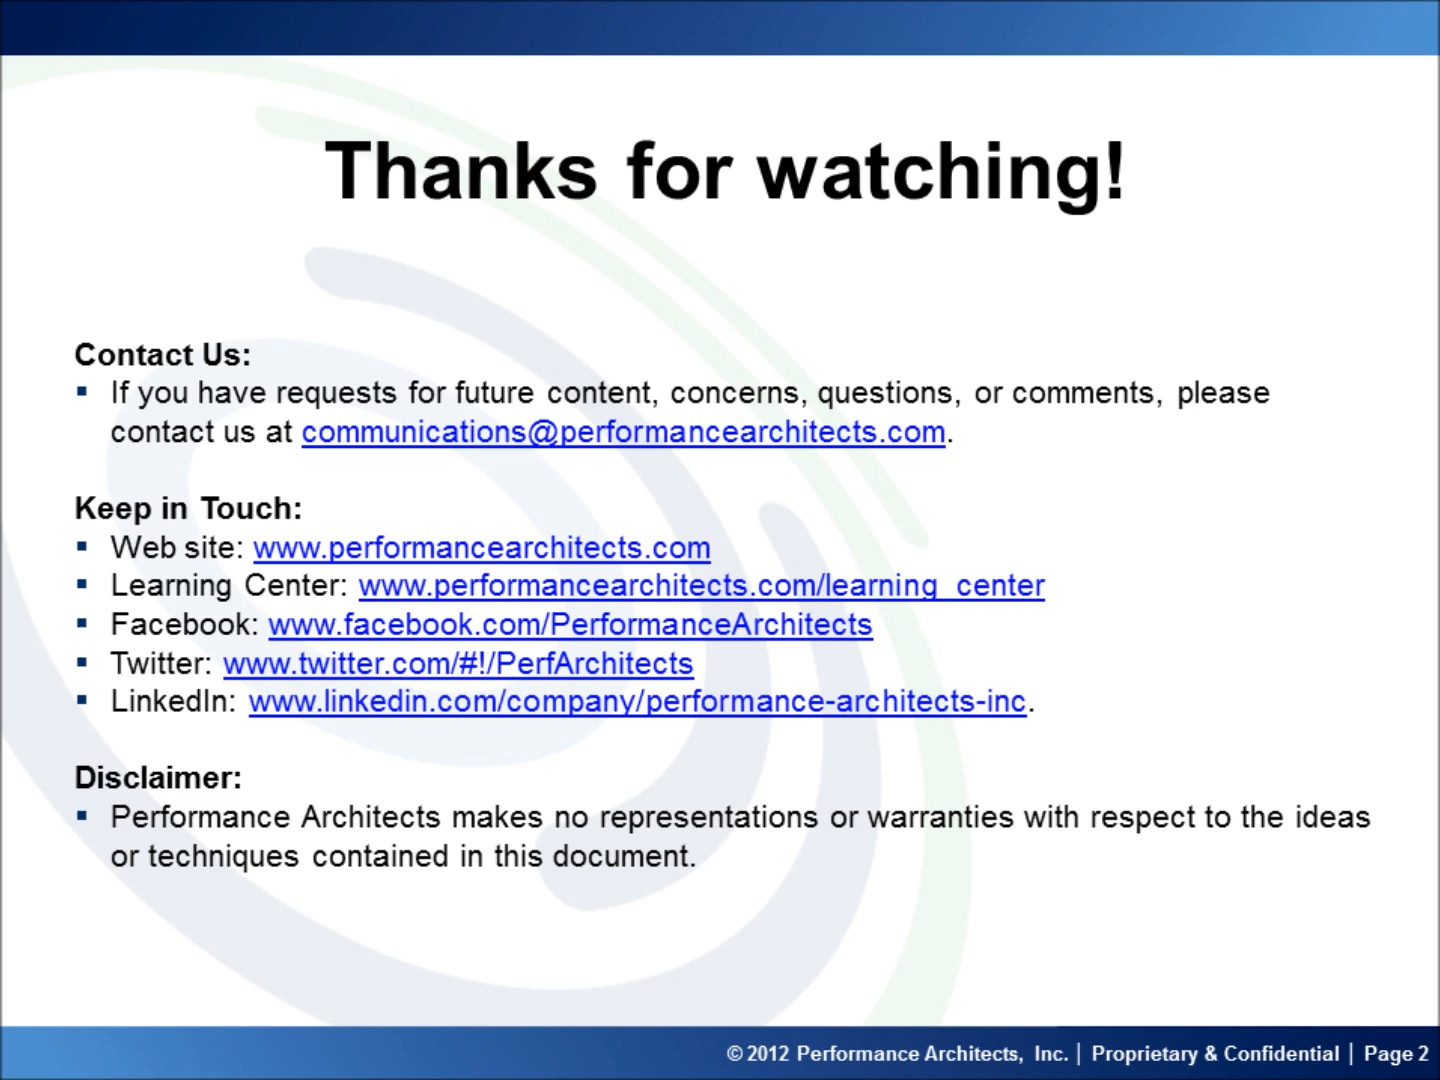 Thanks for watching!
Contact Us:
▪ If you have requests for future content, concerns, questions, or comments, please
contact us at communications@performancearchitects.com.
Keep in Touch:
▪ Web site: www.performancearchitects.com
▪ Learning Center: www.performancearchitects.com/learning_center
▪ Facebook: www.facebook.com/PerformanceArchitects
▪ Twitter: www.twitter.com/#!/PerfArchitects
▪ LinkedIn: www.linkedin.com/company/performance-architects-inc.
Disclaimer:
▪ Performance Architects makes no representations or warranties with respect to the ideas
or techniques contained in this document.
© 2012 Performance Architects, Inc. | Proprietary & Confidential | Page 2